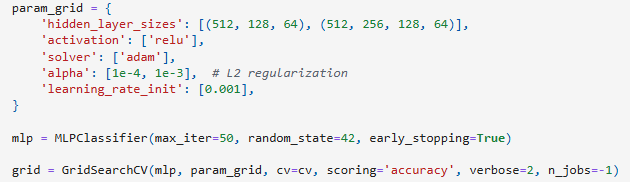 param_grid = {
    'hidden_layer_sizes': [(512, 128, 64), (512, 256, 128, 64)],
    'activation': ['relu'],
    'solver': ['adam'],
    'alpha': [1e-4, 1e-3],  # L2 regularization
    'learning_rate_init': [0.001],
}
mlp = MLPClassifier(max_iter=50, random_state=42, early_stopping=True)
grid = GridSearchCV(mlp, param_grid, cv=cv, scoring='accuracy', verbose=2, n_jobs=-1)